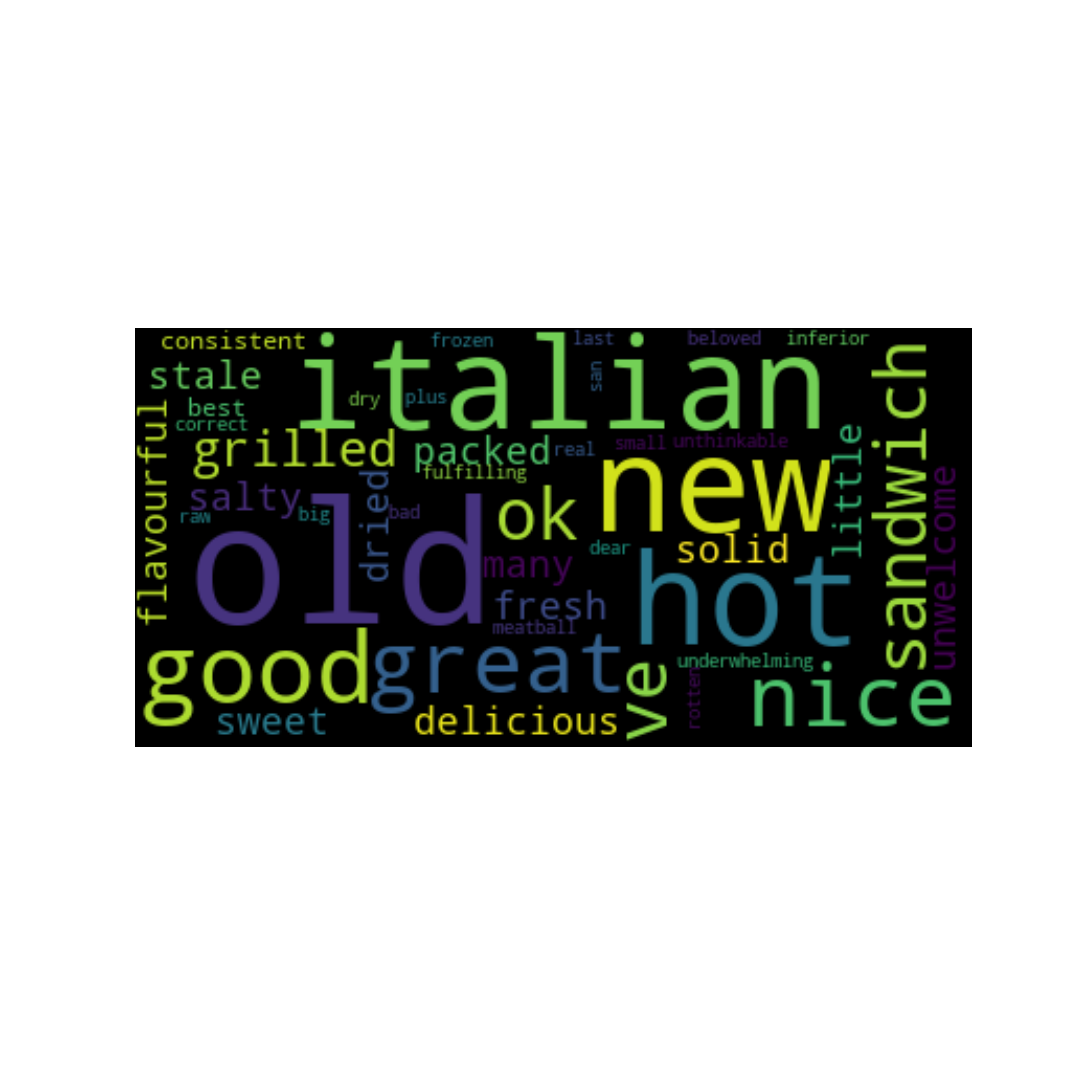 consistent
italian
frozen
last
beloved
inferior
stale
best
correct
dry
plus
san
sandwich
flavourful
grilled
packed
real
small
unthinkable
fulfilling
little
new
salty
raw
big
dried
bad
ok
old
many
dear
solid
hot
unwelcome
fresh
meatball
good
great
ve
underwhelming
rotten
nice
sweet
delicious